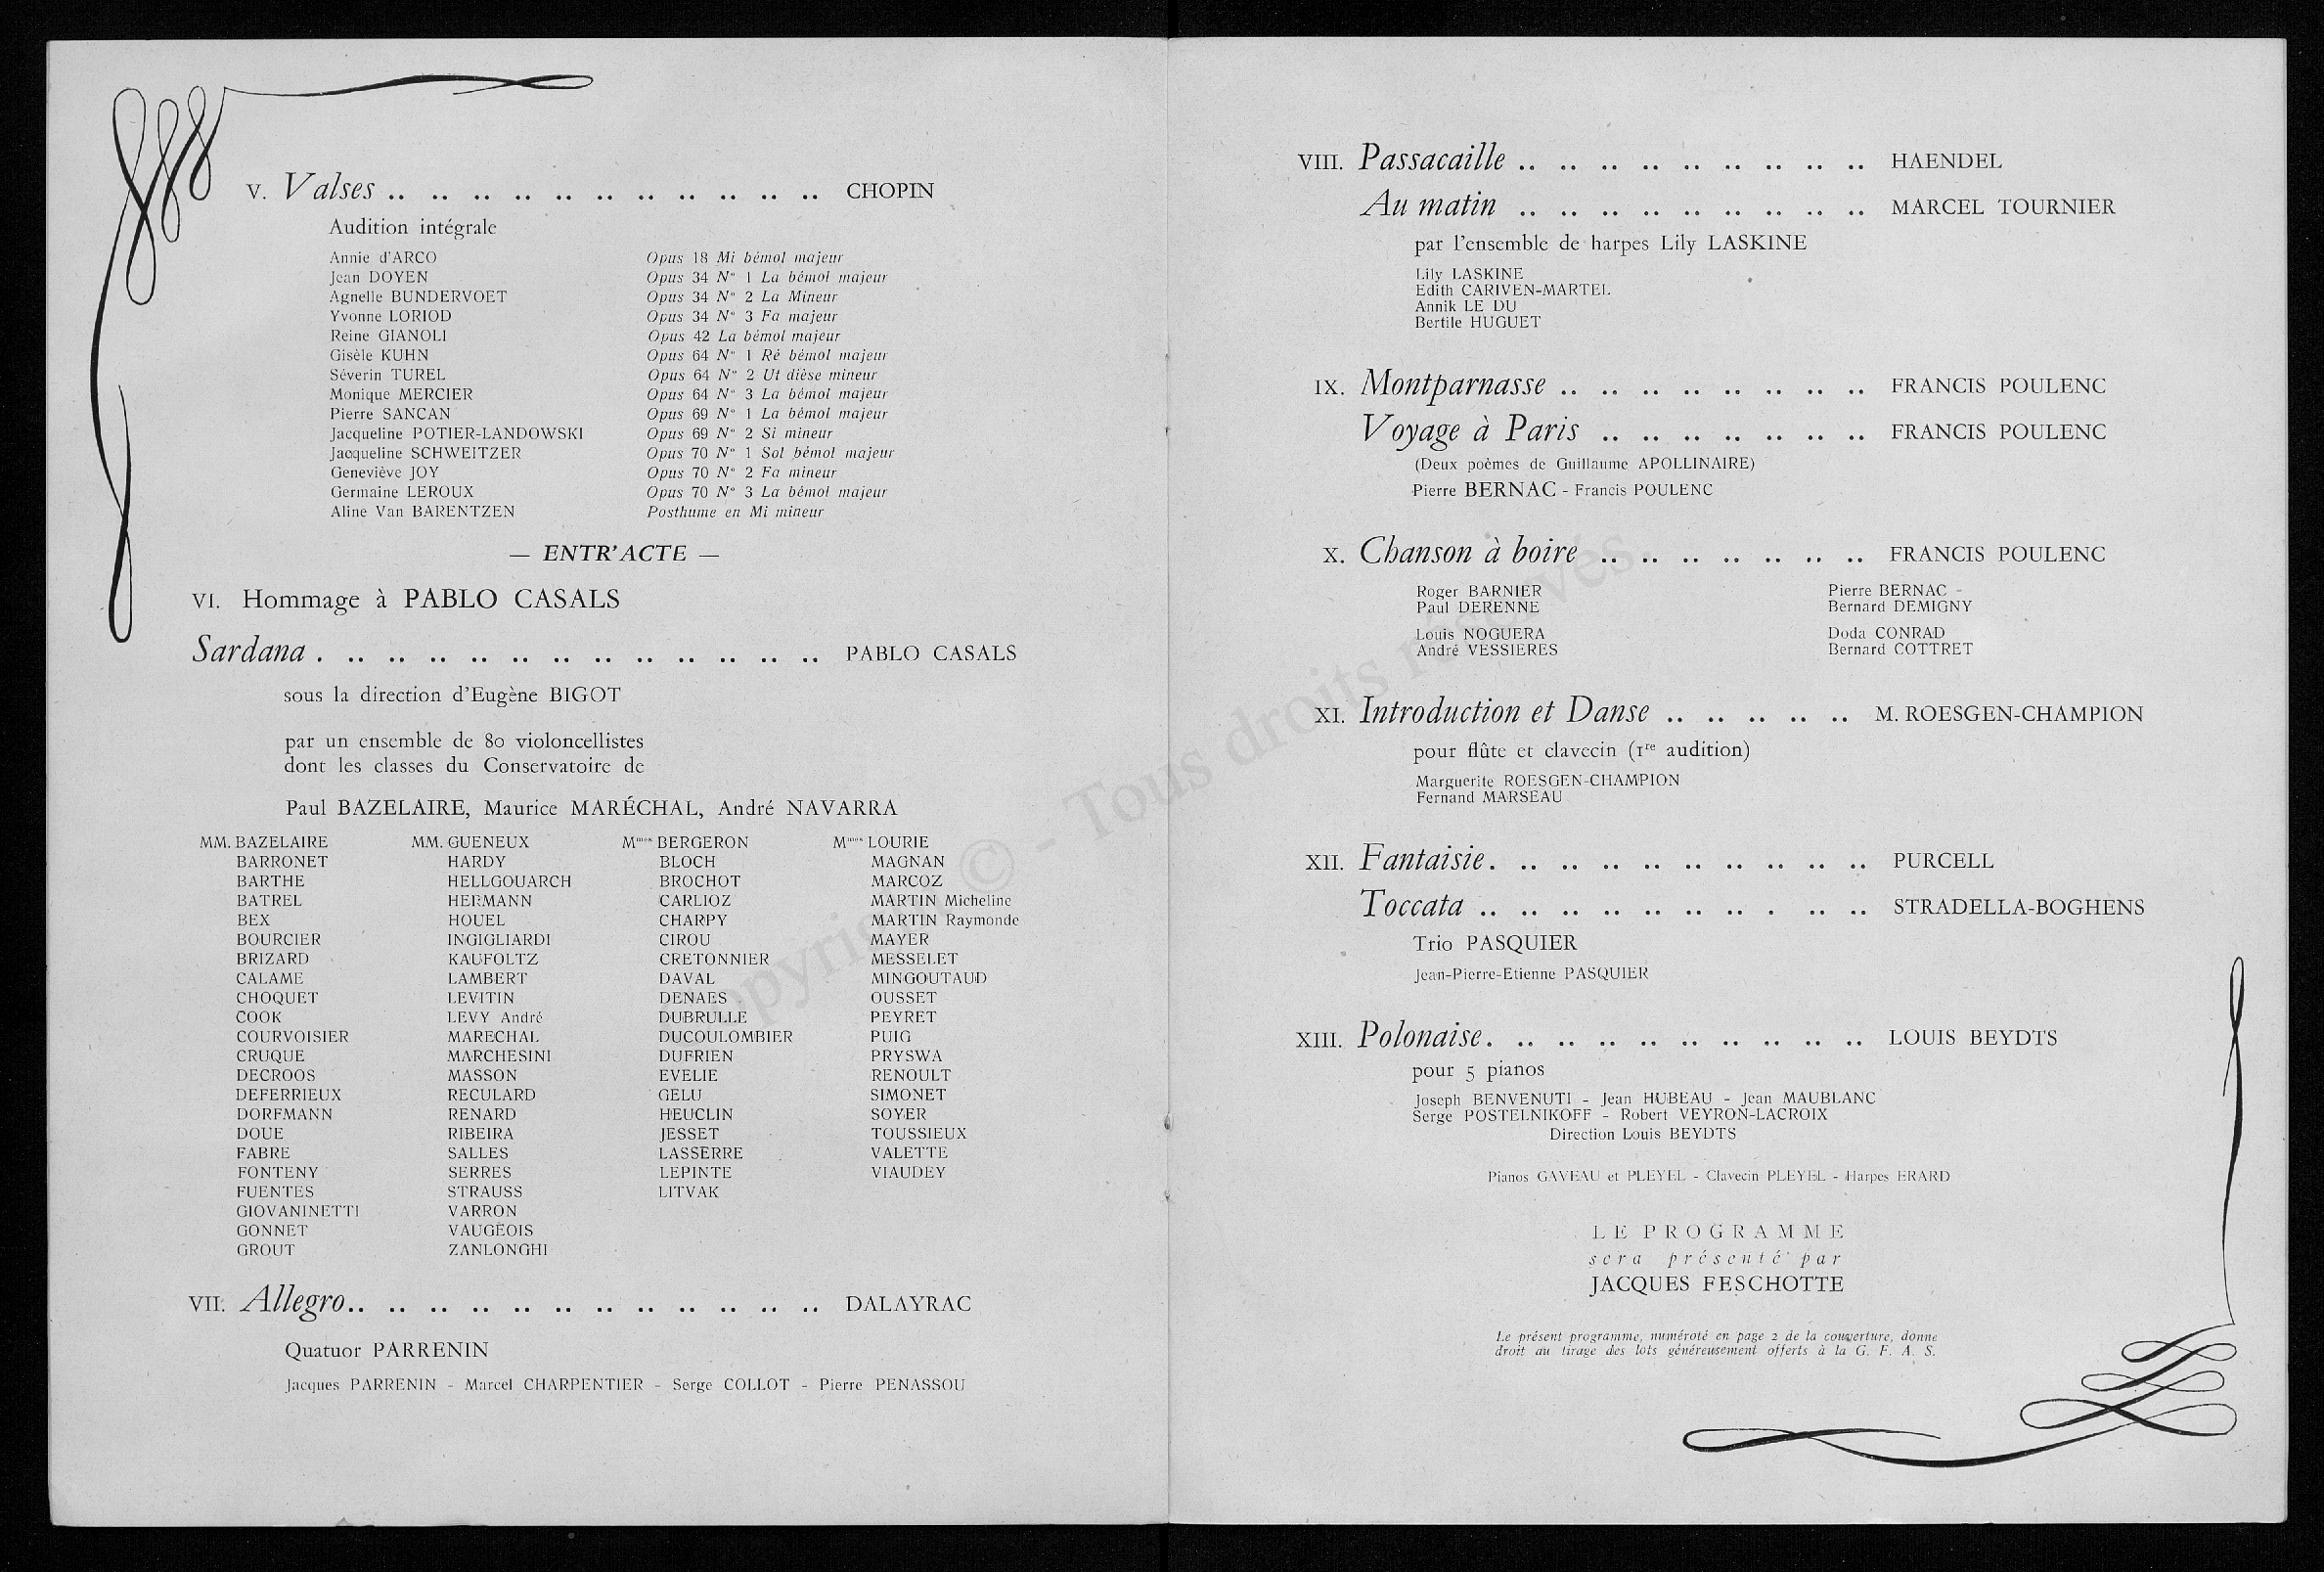 V. Valses .. .. .. .. .. .. .. .. .. .. .. CHOPIN
Audition intégrale
Annie d'ARCO Opus 18 Mi bémol majeur
Jean DOYEN Opus 34 N° 1 La bémol majeur
Agnelle BUNDERVOET Opus 34 N° 2 La Mineur
Yvonne LORIOD Opus 34 N° 3 Fa majeur
Reine GIANOLI Opus 42 La bémol majeur
Gisèle KUHN Opus 64 N° 1 Ré bémol majeur
Séverin TUREL Opus 64 N° 2 Ut dièse mineur
Monique MERCIER Opus 64 N° 3 La bémol majeur
Pierre SANCAN Opus 69 N° 1 La bémol majeur
Jacqueline POTIER-LANDOWSKI Opus 69 N° 2 Si mineur
Jacqueline SCHWEITZER Opus 70 N° 1 Sol bémol majeur
Geneviève JOY Opus 70 N° 2 Fa mineur
Germaine LEROUX Opus 70 N° 3 La bémol majeur
Aline Van BARENTZEN Posthume en Mi mineur
— ENTR'ACTE —
VI. Hommage à PABLO CASALS
Sardana . .. .. .. .. .. .. .. .. .. .. .. .. PABLO CASALS
sous la direction d'Eugène BIGOT
par un ensemble de 80 violoncellistes
dont les classes du Conservatoire de
Paul BAZELAIRE, Maurice MARÉCHAL, André NAVARRA
MM. BAZELAIRE MM. GUENEUX Mmes BERGERON Mmes LOURIE
BARRONET HARDY BLOCH MAGNAN
BARTHE HELLGOUARCH BROCHOT MARCOZ
BATREL HERMANN CARLIOZ MARTIN Micheline
BEX HOUEL CHARPY MARTIN Raymonde
BOURCIER INGIGLIARDI CIROU MAYER
BRIZARD KAUFOLTZ CRETONNIER MESSELET
CALAME LAMBERT DAVAL MINGOUTAUD
CHOQUET LEVITIN DENAES OUSSET
COOK LEVY André DUBRULLE PEYRET
COURVOISIER MARECHAL DUCOULOMBIER PUIG
CRUQUE MARCHESINI DUFRIEN PRYSWA
DECROOS MASSON EVELIE RENOULT
DEFERRIEUX RECULARD GELU SIMONET
DORFMANN RENARD HEUCLIN SOYER
DOUE RIBEIRA JESSET TOUSSIEUX
FABRE SALLES LASSERRE VALETTE
FONTENY SERRES LEPINTE VIAUDEY
FUENTES STRAUSS LITVAK
GIOVANINETTI VARRON
GONNET VAUGEOIS
GROUT ZANLONGHI
VII. Allegro.. .. .. .. .. .. .. .. .. .. .. .. DALAYRAC
Quatuor PARRENIN
Jacques PARRENIN - Marcel CHARPENTIER - Serge COLLOT - Pierre PENASSOU
VIII. Passacaille .. .. .. .. .. .. .. .. .. HAENDEL
Au matin .. .. .. .. .. .. .. .. .. MARCEL TOURNIER
par l'ensemble de harpes Lily LASKINE
Lily LASKINE
Edith CARIVEN-MARTEL
Annik LE DU
Bertile HUGUET
IX. Montparnasse .. .. .. .. .. .. .. .. FRANCIS POULENC
Voyage à Paris .. .. .. .. .. .. .. FRANCIS POULENC
(Deux poèmes de Guillaume APOLLINAIRE)
Pierre BERNAC - Francis POULENC
X. Chanson à boire .. .. .. .. .. .. .. FRANCIS POULENC
Roger BARNIER Pierre BERNAC -
Paul DERENNE Bernard DEMIGNY
Louis NOGUERA Doda CONRAD
André VESSIERES Bernard COTTRET
XI. Introduction et Danse .. .. .. .. .. M. ROESGEN-CHAMPION
pour flûte et clavecin (1re audition)
Marguerite ROESGEN-CHAMPION
Fernand MARSEAU
XII. Fantaisie. .. .. .. .. .. .. .. .. .. PURCELL
Toccata .. .. .. .. .. .. .. . .. .. STRADELLA-BOGHENS
Trio PASQUIER
Jean-Pierre-Etienne PASQUIER
XIII. Polonaise. .. .. .. .. .. .. .. .. .. LOUIS BEYDTS
pour 5 pianos
Joseph BENVENUTI - Jean HUBEAU - Jean MAUBLANC
Serge POSTELNIKOFF - Robert VEYRON-LACROIX
Direction Louis BEYDTS
Pianos GAVEAU et PLEYEL - Clavecin PLEYEL - Harpes ERARD
LE PROGRAMME
sera présenté par
JACQUES FESCHOTTE
Le présent programme, numéroté en page 2 de la couverture, donne
droit au tirage des lots généreusement offerts à la G. F. A. S.
© - Tous droits réservés.